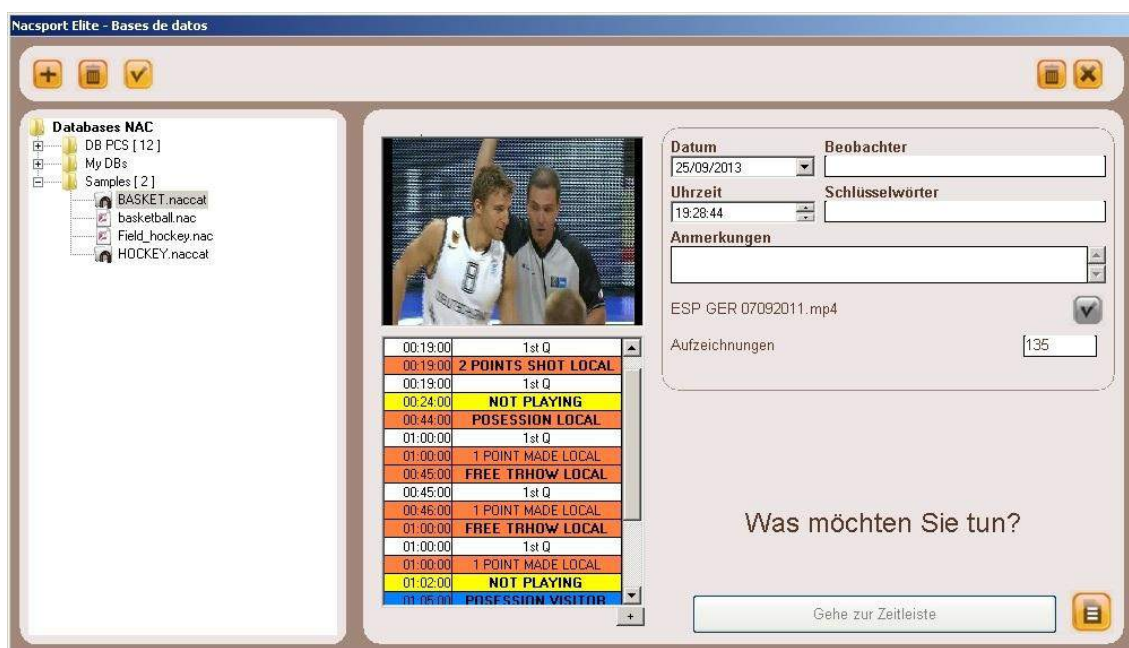 Nacsport Elite - Bases de datos
Databases NAC
DB PCS [ 12 ]
My DBs
Samples [ 2 ]
BASKET.naccat
basketball.nac
Field_hockey.nac
HOCKEY.naccat
8
00:19:00 1st Q
00:19:00 2 POINTS SHOT LOCAL
00:19:00 1st Q
00:24:00 NOT PLAYING
00:44:00 POSESSION LOCAL
01:00:00 1st Q
01:00:00 1 POINT MADE LOCAL
00:45:00 FREE TRHOW LOCAL
00:45:00 1st Q
00:46:00 1 POINT MADE LOCAL
01:00:00 FREE TRHOW LOCAL
01:00:00 1st Q
01:00:00 1 POINT MADE LOCAL
01:02:00 NOT PLAYING
01:05:00 POSESSION VISITOR
+
Datum Beobachter
25/09/2013
Uhrzeit Schlüsselwörter
19:28:44
Anmerkungen
ESP GER 07092011.mp4
Aufzeichnungen 135
Was möchten Sie tun?
Gehe zur Zeitleiste